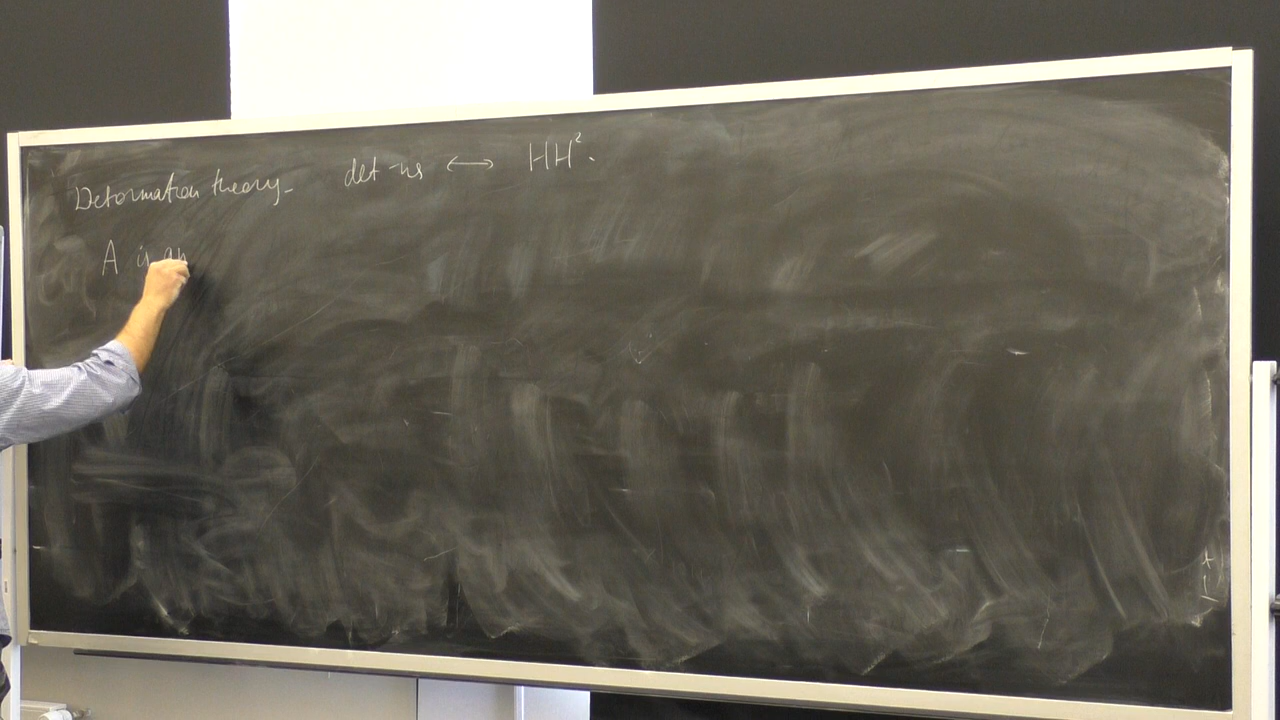 Deformation theory. def-ns ⟷ HH².
A is an